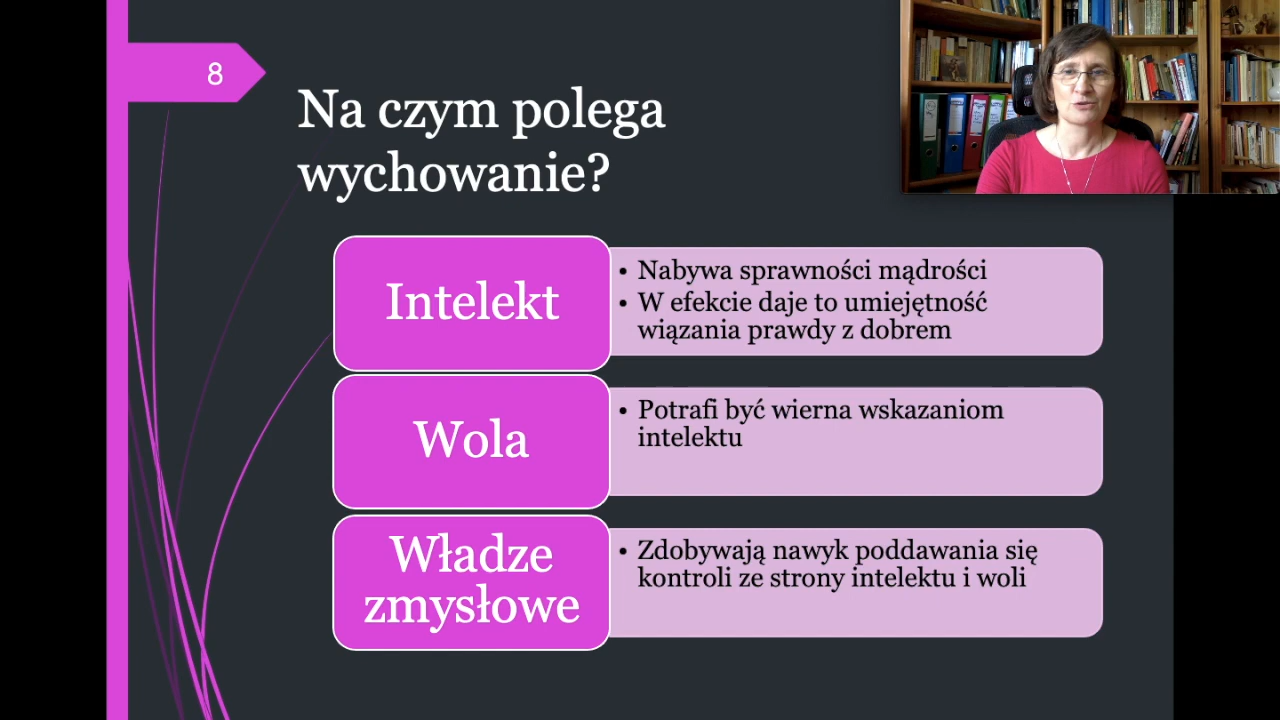 8
Na czym polega
wychowanie?
Intelekt
• Nabywa sprawności mądrości
• W efekcie daje to umiejętność
wiązania prawdy z dobrem
Wola
• Potrafi być wierna wskazaniom
intelektu
Władze
zmysłowe
• Zdobywają nawyk poddawania się
kontroli ze strony intelektu i woli